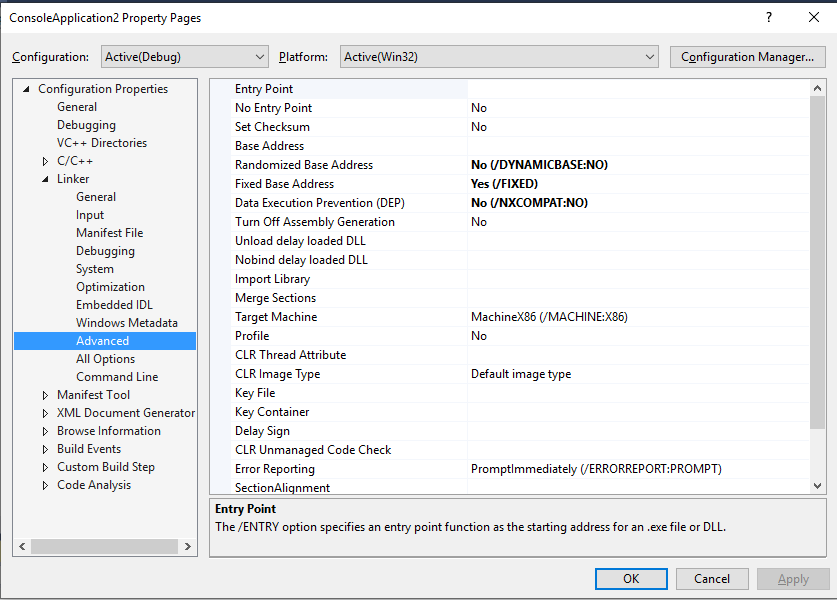 ConsoleApplication2 Property Pages ?
Configuration: Active(Debug) Platform: Active(Win32) Configuration Manager...
Configuration Properties
General
Debugging
VC++ Directories
C/C++
Linker
General
Input
Manifest File
Debugging
System
Optimization
Embedded IDL
Windows Metadata
Advanced
All Options
Command Line
Manifest Tool
XML Document Generator
Browse Information
Build Events
Custom Build Step
Code Analysis
Entry Point
No Entry Point No
Set Checksum No
Base Address
Randomized Base Address No (/DYNAMICBASE:NO)
Fixed Base Address Yes (/FIXED)
Data Execution Prevention (DEP) No (/NXCOMPAT:NO)
Turn Off Assembly Generation No
Unload delay loaded DLL
Nobind delay loaded DLL
Import Library
Merge Sections
Target Machine MachineX86 (/MACHINE:X86)
Profile No
CLR Thread Attribute
CLR Image Type Default image type
Key File
Key Container
Delay Sign
CLR Unmanaged Code Check
Error Reporting PromptImmediately (/ERRORREPORT:PROMPT)
SectionAlignment
Entry Point
The /ENTRY option specifies an entry point function as the starting address for an .exe file or DLL.
OK Cancel Apply